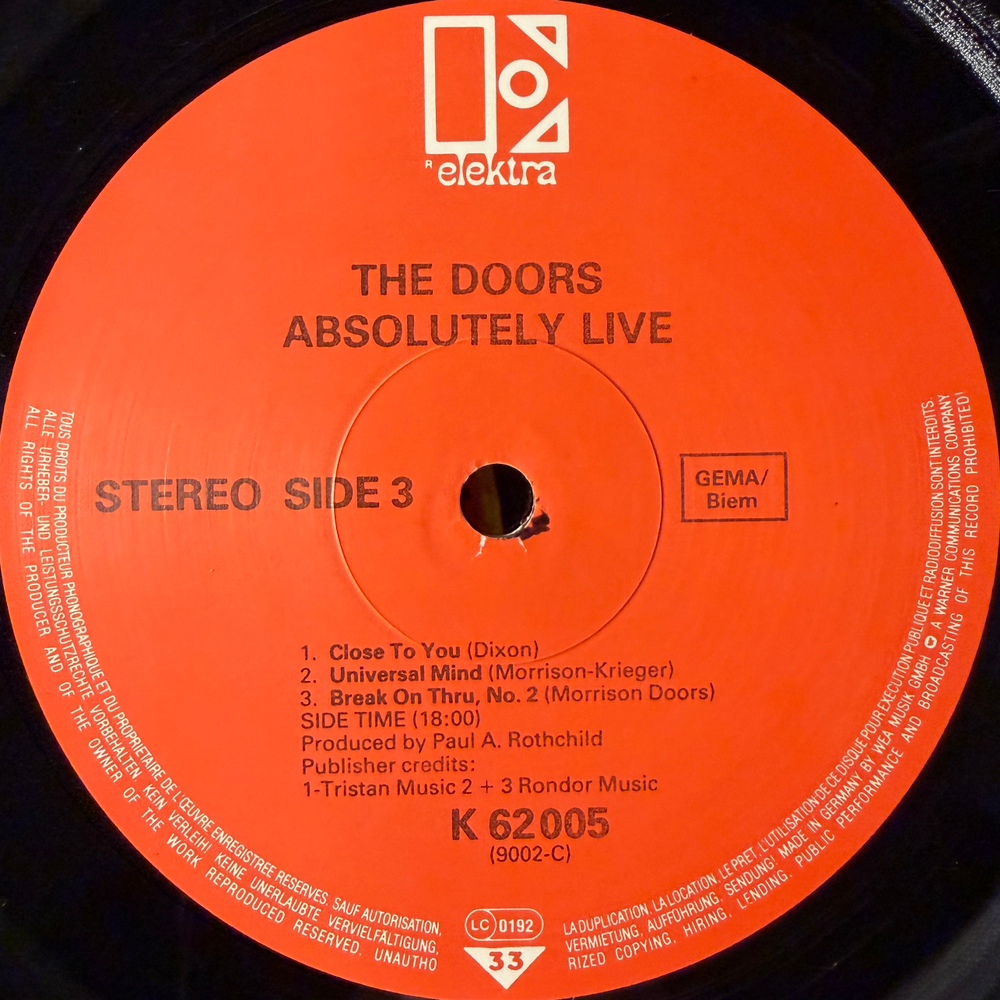 R elektra
THE DOORS
ABSOLUTELY LIVE
STEREO SIDE 3
GEMA/
Biem
1. Close To You (Dixon)
2. Universal Mind (Morrison-Krieger)
3. Break On Thru, No. 2 (Morrison Doors)
SIDE TIME (18:00)
Produced by Paul A. Rothchild
Publisher credits:
1-Tristan Music 2 + 3 Rondor Music
K 62005
(9002-C)
TOUS DROITS DU PRODUCTEUR PHONOGRAPHIQUE ET DU PROPRIETAIRE DE L'ŒUVRE ENREGISTREE RESERVES SAUF AUTORISATION, LA DUPLICATION, LA LOCATION, LE PRET, L'UTILISATION DE CE DISQUE POUR EXECUTION PUBLIQUE ET RADIODIFFUSION SONT INTERDITS.
ALLE URHEBER- UND LEISTUNGSSCHUTZRECHTE VORBEHALTEN KEIN VERLEIH! KEINE UNERLAUBTE VERVIELFÄLTIGUNG, VERMIETUNG, AUFFÜHRUNG, SENDUNG! MADE IN GERMANY BY WEA MUSIK GMBH A WARNER COMMUNICATIONS COMPANY
ALL RIGHTS OF THE PRODUCER AND OF THE OWNER OF THE WORK REPRODUCED RESERVED, UNAUTHORIZED COPYING, HIRING, LENDING, PUBLIC PERFORMANCE AND BROADCASTING OF THIS RECORD PROHIBITED!
LC 0192
33